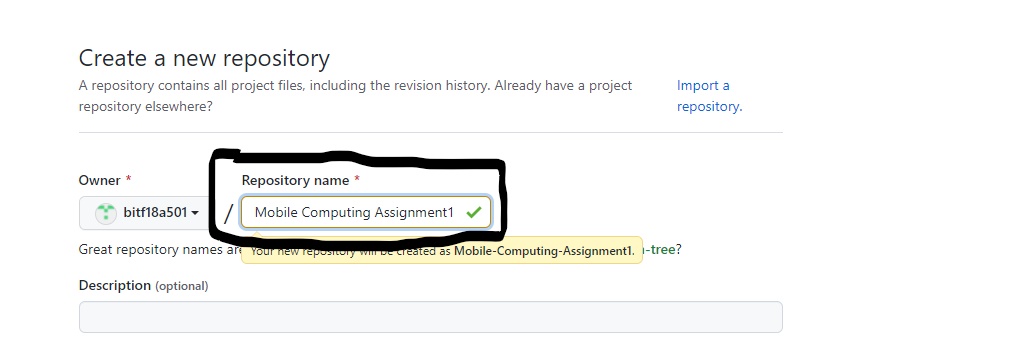 Create a new repository
A repository contains all project files, including the revision history. Already have a project
repository elsewhere?
Import a
repository.
Owner *
Repository name *
bitf18a501
/
Mobile Computing Assignment1
Great repository names are
Your new repository will be created as Mobile-Computing-Assignment1.
-tree?
Description (optional)